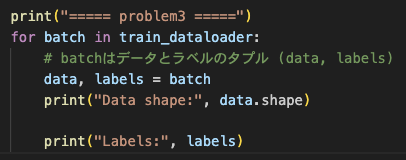 print("===== problem3 =====")
for batch in train_dataloader:
# batchはデータとラベルのタプル (data, labels)
data, labels = batch
print("Data shape:", data.shape)
print("Labels:", labels)